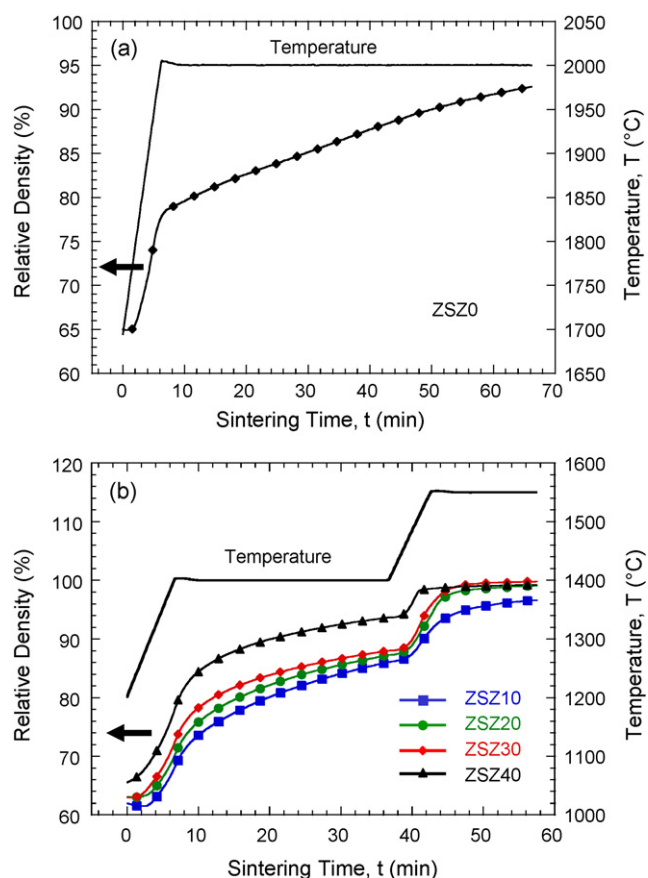 (a)
Temperature
ZSZ0
Relative Density (%)
100
95
90
85
80
75
70
65
60
Temperature, T (°C)
2050
2000
1950
1900
1850
1800
1750
1700
1650
0 10 20 30 40 50 60 70
Sintering Time, t (min)
(b)
Temperature
ZSZ10
ZSZ20
ZSZ30
ZSZ40
Relative Density (%)
120
110
100
90
80
70
60
Temperature, T (°C)
1600
1500
1400
1300
1200
1100
1000
0 10 20 30 40 50 60
Sintering Time, t (min)